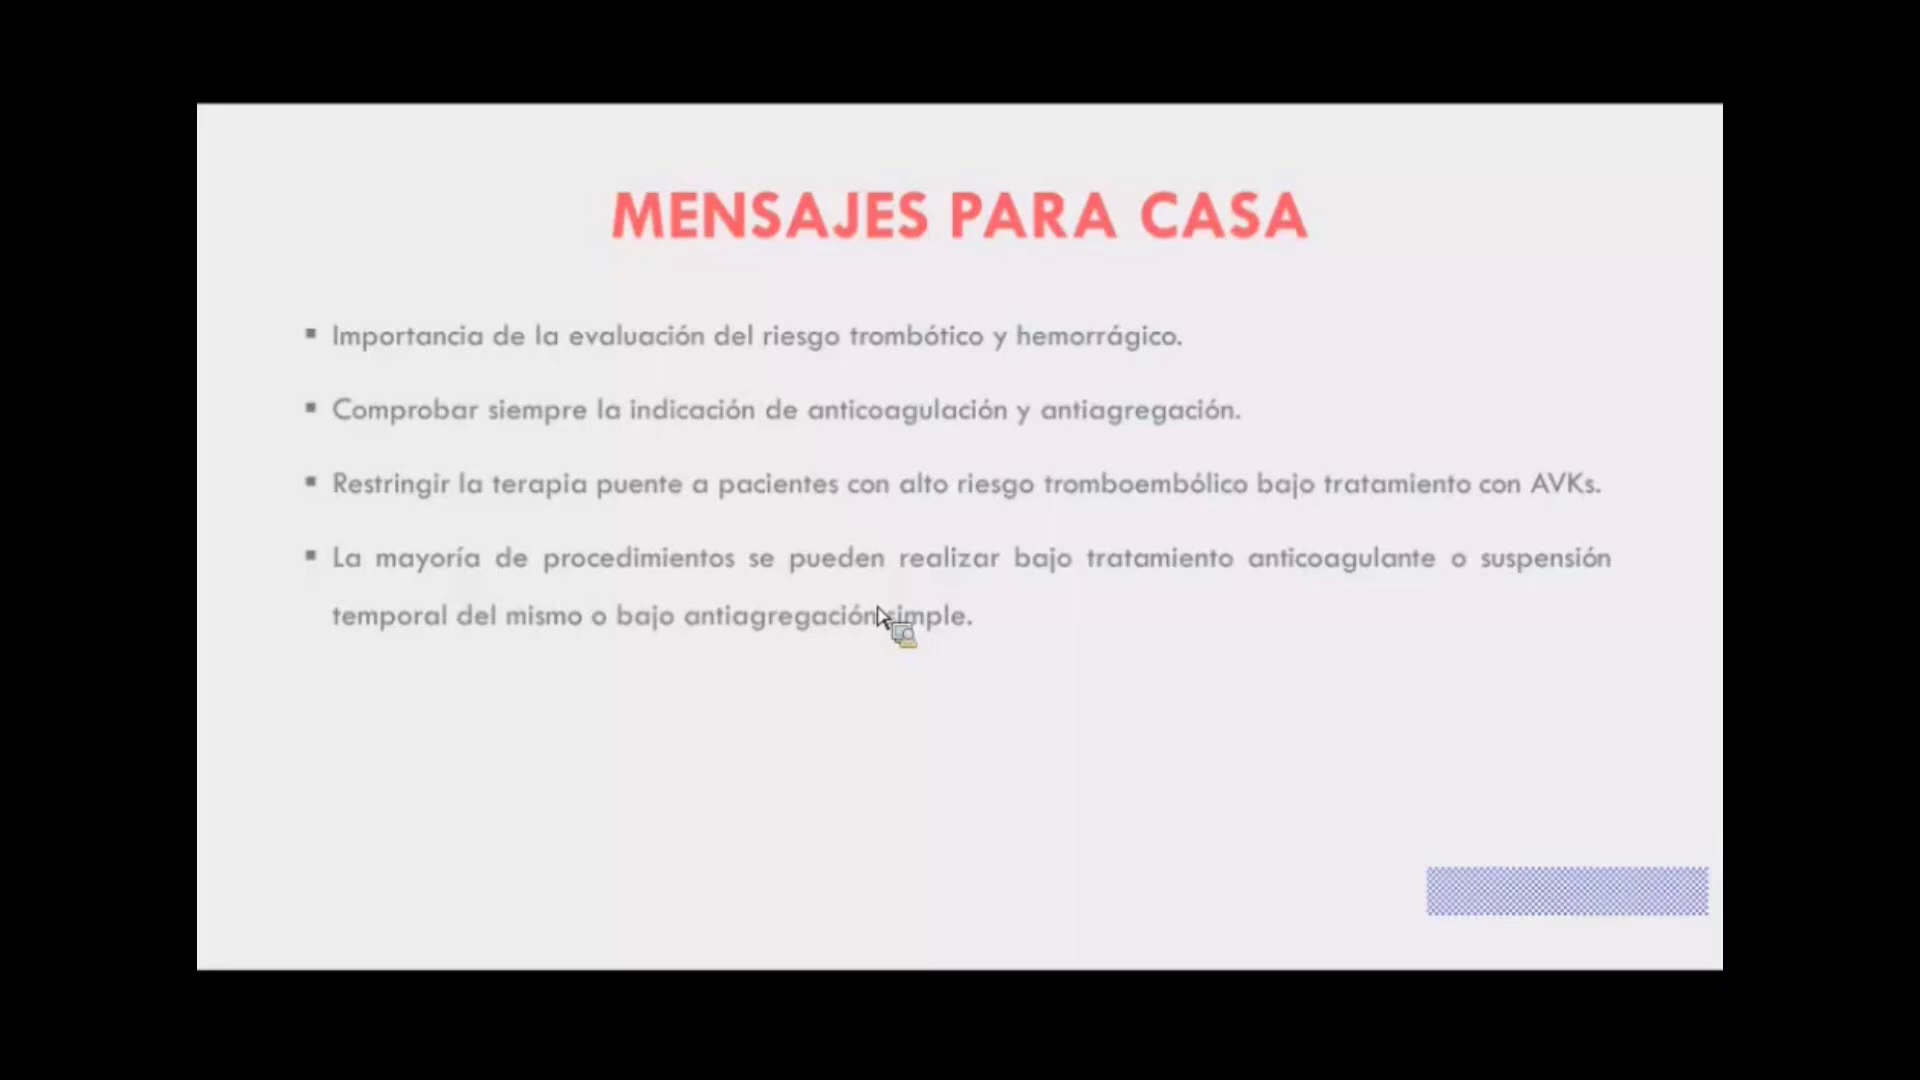 MENSAJES PARA CASA
▪ Importancia de la evaluación del riesgo trombótico y hemorrágico.
▪ Comprobar siempre la indicación de anticoagulación y antiagregación.
▪ Restringir la terapia puente a pacientes con alto riesgo tromboembólico bajo tratamiento con AVKs.
▪ La mayoría de procedimientos se pueden realizar bajo tratamiento anticoagulante o suspensión
temporal del mismo o bajo antiagregación simple.